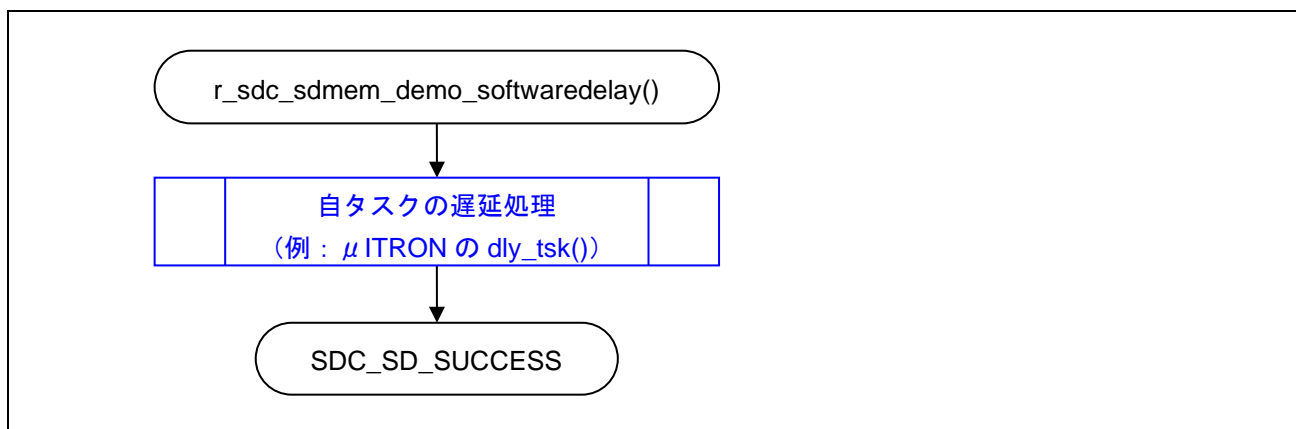 r_sdc_sdmem_demo_softwaredelay()
自タスクの遅延処理
（例：μITRON の dly_tsk()）
SDC_SD_SUCCESS